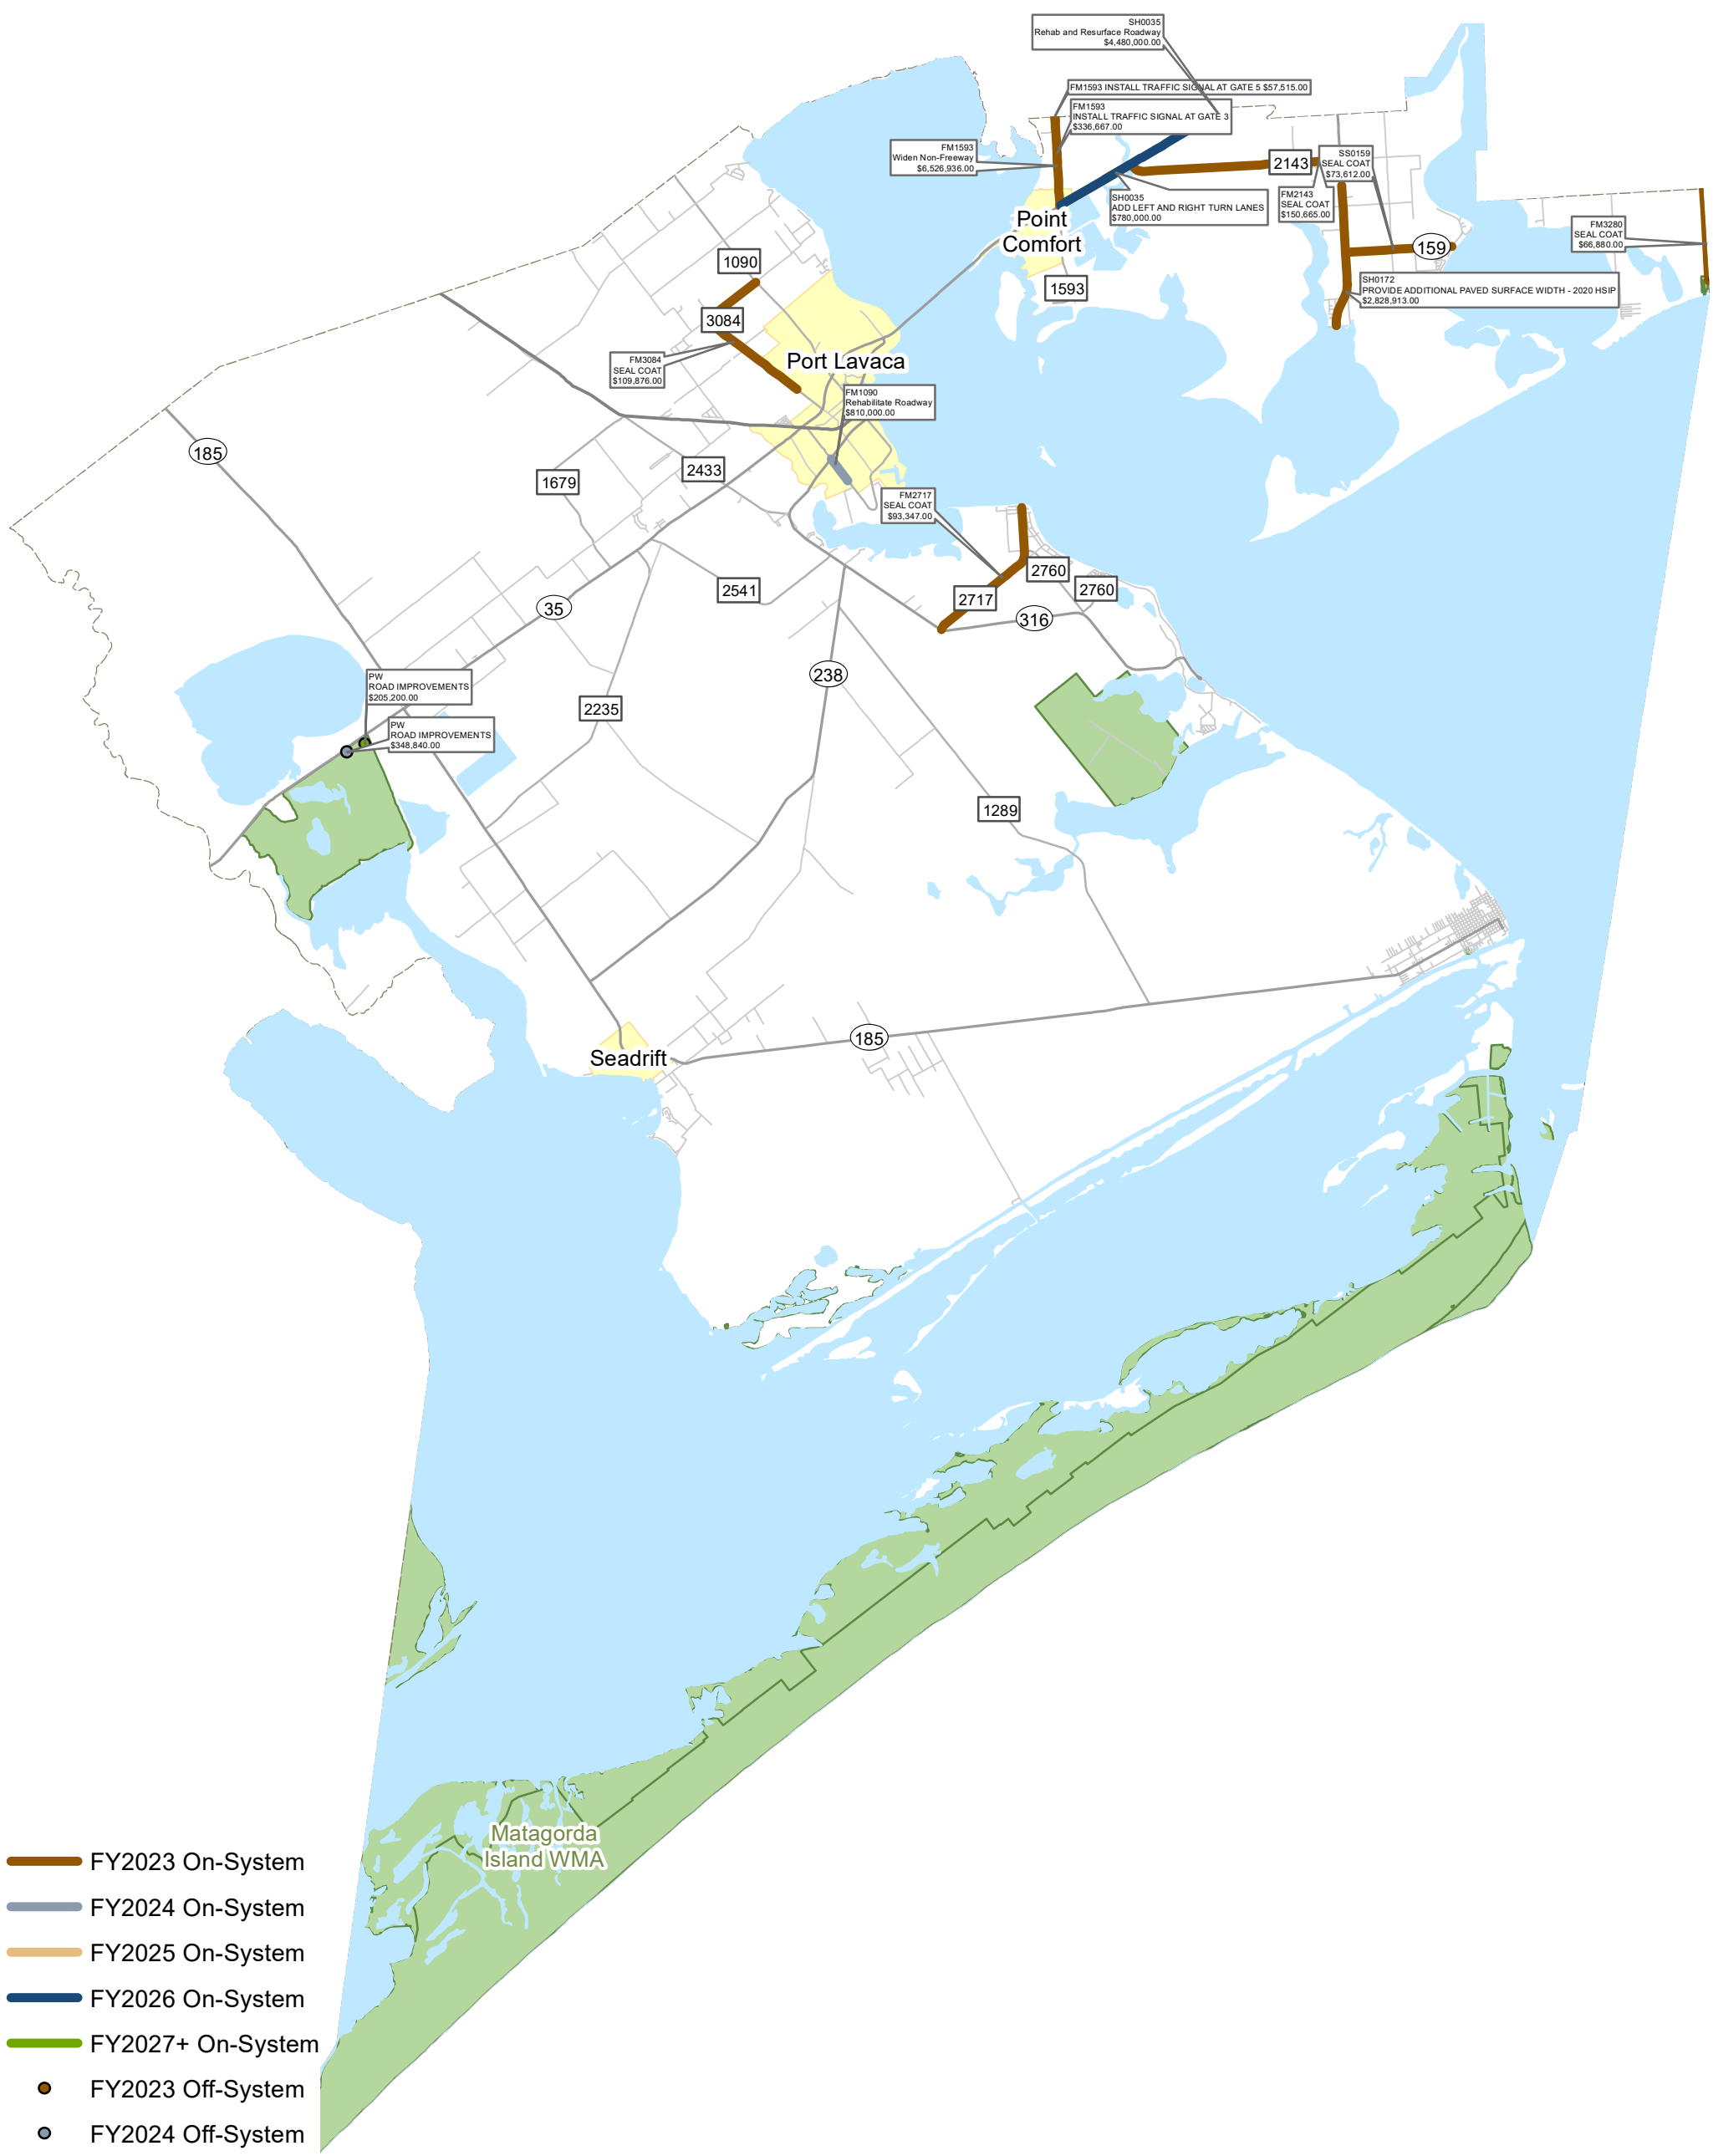 SH0035
Rehab and Resurface Roadway
$4,480,000.00
FM1593 INSTALL TRAFFIC SIGNAL AT GATE 5 $57,515.00
FM1593
INSTALL TRAFFIC SIGNAL AT GATE 3
$336,667.00
FM1593
Widen Non-Freeway
$6,526,936.00
2143
SS0159
SEAL COAT
$73,612.00
SH0035
ADD LEFT AND RIGHT TURN LANES
$780,000.00
FM2143
SEAL COAT
$150,665.00
Point
Comfort
FM3280
SEAL COAT
$66,880.00
159
1090
1593
SH0172
PROVIDE ADDITIONAL PAVED SURFACE WIDTH - 2020 HSIP
$2,828,913.00
3084
FM3084
SEAL COAT
$109,876.00
Port Lavaca
FM1090
Rehabilitate Roadway
$810,000.00
185
2433
1679
FM2717
SEAL COAT
$93,347.00
2760
2541
2760
2717
35
316
238
PW
ROAD IMPROVEMENTS
$205,200.00
2235
PW
ROAD IMPROVEMENTS
$348,840.00
1289
185
Seadrift
Matagorda
Island WMA
FY2023 On-System
FY2024 On-System
FY2025 On-System
FY2026 On-System
FY2027+ On-System
FY2023 Off-System
FY2024 Off-System